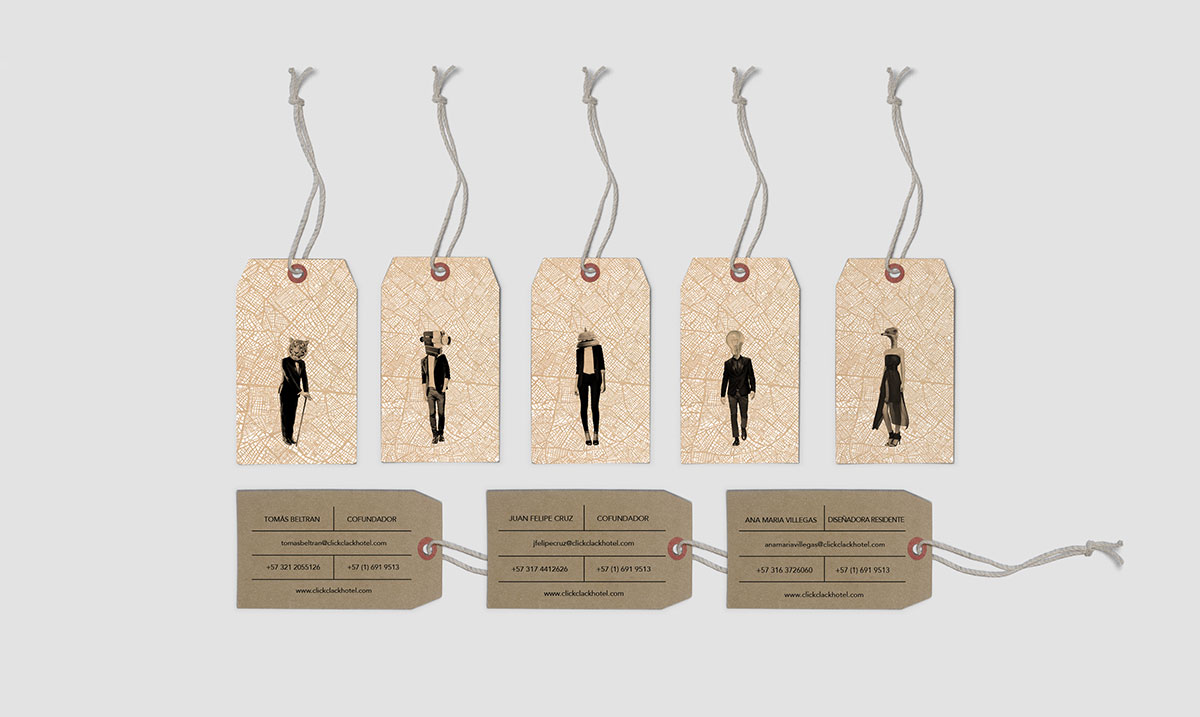 TOMÁS BELTRAN COFUNDADOR
tomasbeltran@clickclackhotel.com
+57 321 2055126 +57 (1) 691 9513
www.clickclackhotel.com
JUAN FELIPE CRUZ COFUNDADOR
jfelipecruz@clickclackhotel.com
+57 317 4412626 +57 (1) 691 9513
www.clickclackhotel.com
ANA MARIA VILLEGAS DISEÑADORA RESIDENTE
anamariavillegas@clickclackhotel.com
+57 316 3726060 +57 (1) 691 9513
www.clickclackhotel.com